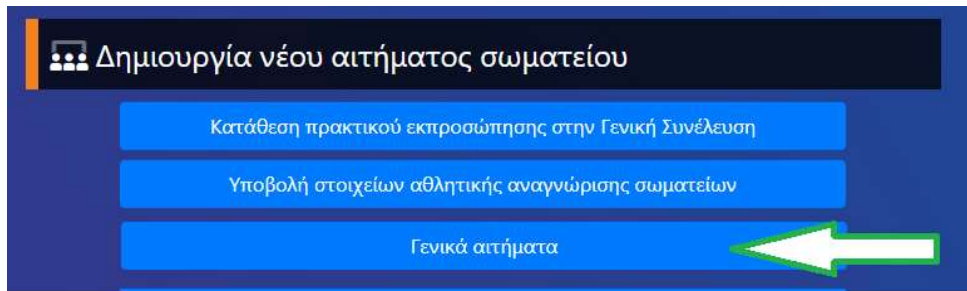 Δημιουργία νέου αιτήματος σωματείου
Κατάθεση πρακτικού εκπροσώπησης στην Γενική Συνέλευση
Υποβολή στοιχείων αθλητικής αναγνώρισης σωματείων
Γενικά αιτήματα